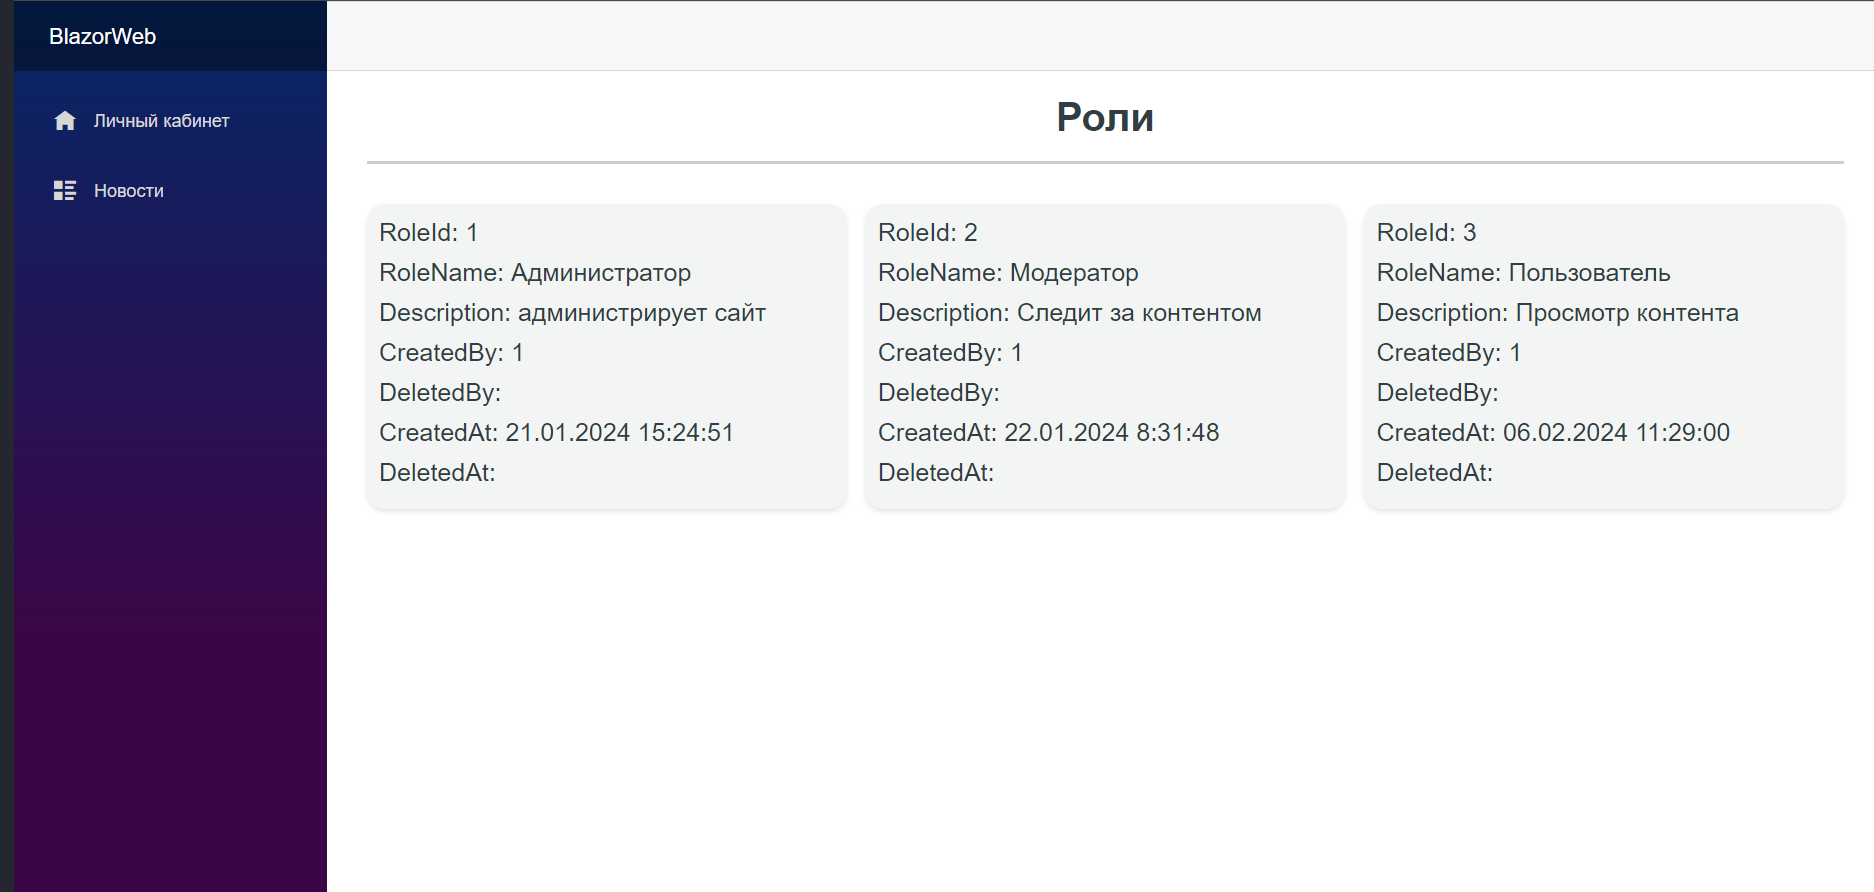 BlazorWeb
Личный кабинет
Новости
Роли
RoleId: 1
RoleName: Администратор
Description: администрирует сайт
CreatedBy: 1
DeletedBy:
CreatedAt: 21.01.2024 15:24:51
DeletedAt:
RoleId: 2
RoleName: Модератор
Description: Следит за контентом
CreatedBy: 1
DeletedBy:
CreatedAt: 22.01.2024 8:31:48
DeletedAt:
RoleId: 3
RoleName: Пользователь
Description: Просмотр контента
CreatedBy: 1
DeletedBy:
CreatedAt: 06.02.2024 11:29:00
DeletedAt: